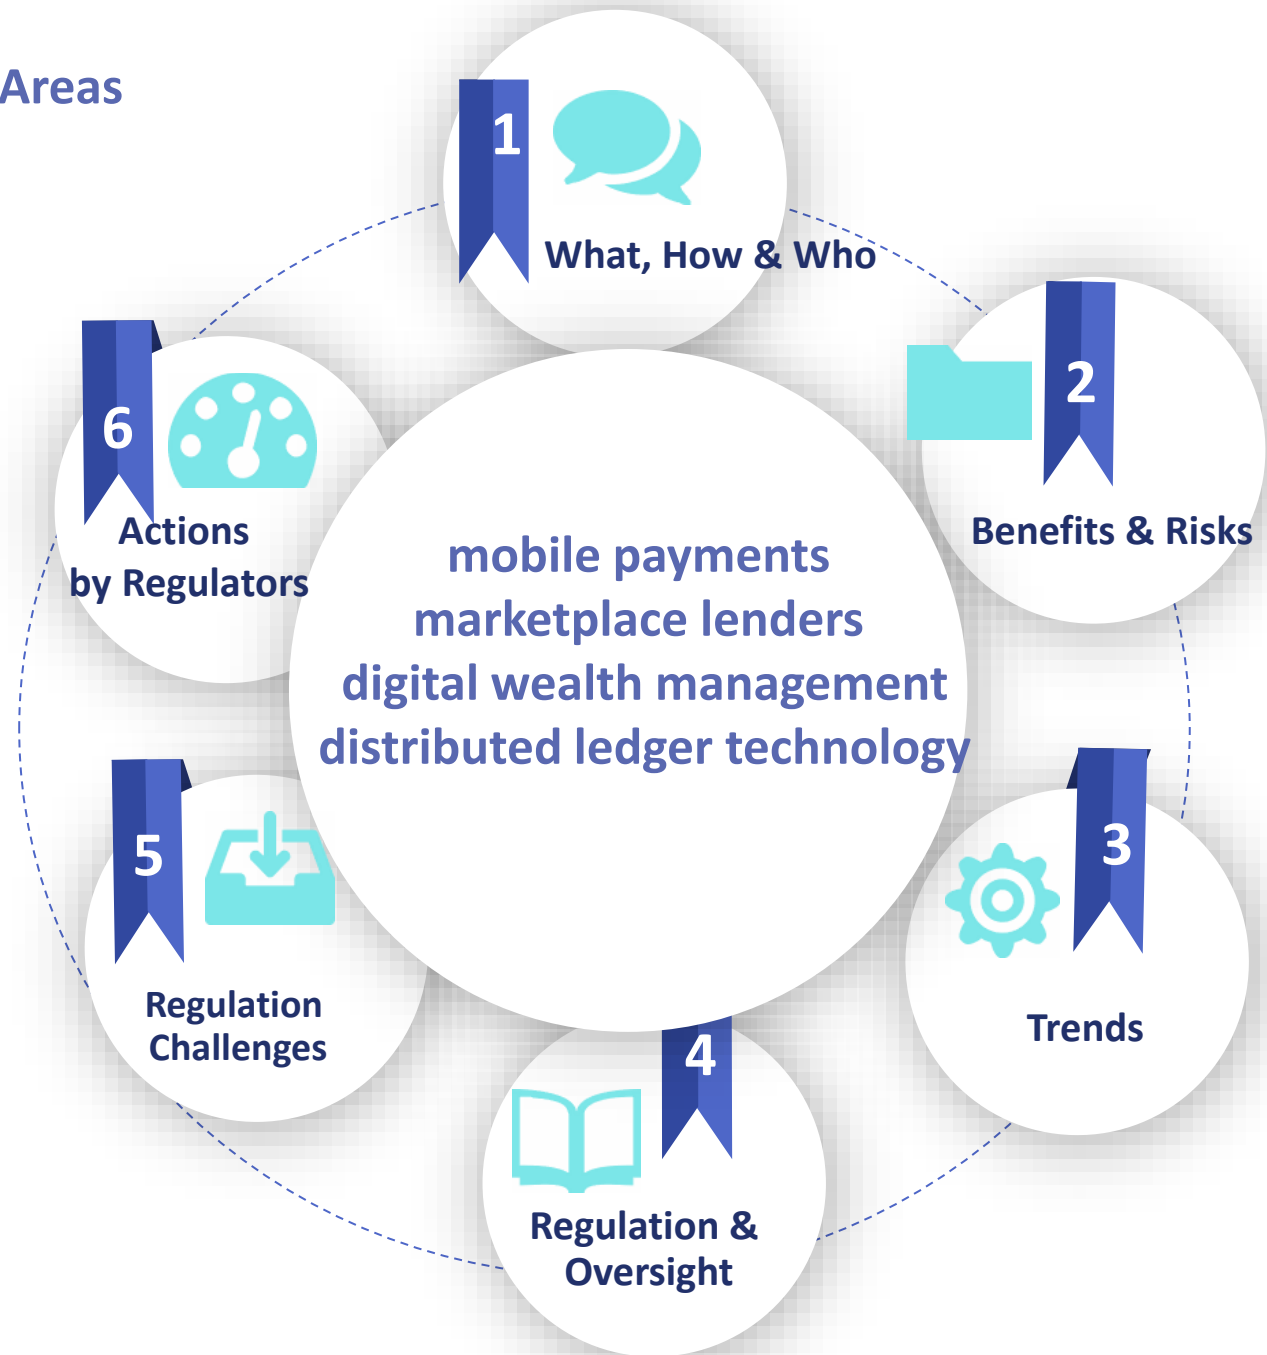 Areas
1
What, How & Who
2
Benefits & Risks
3
Trends
4
Regulation &
Oversight
5
Regulation
Challenges
6
Actions
by Regulators
mobile payments
marketplace lenders
digital wealth management
distributed ledger technology